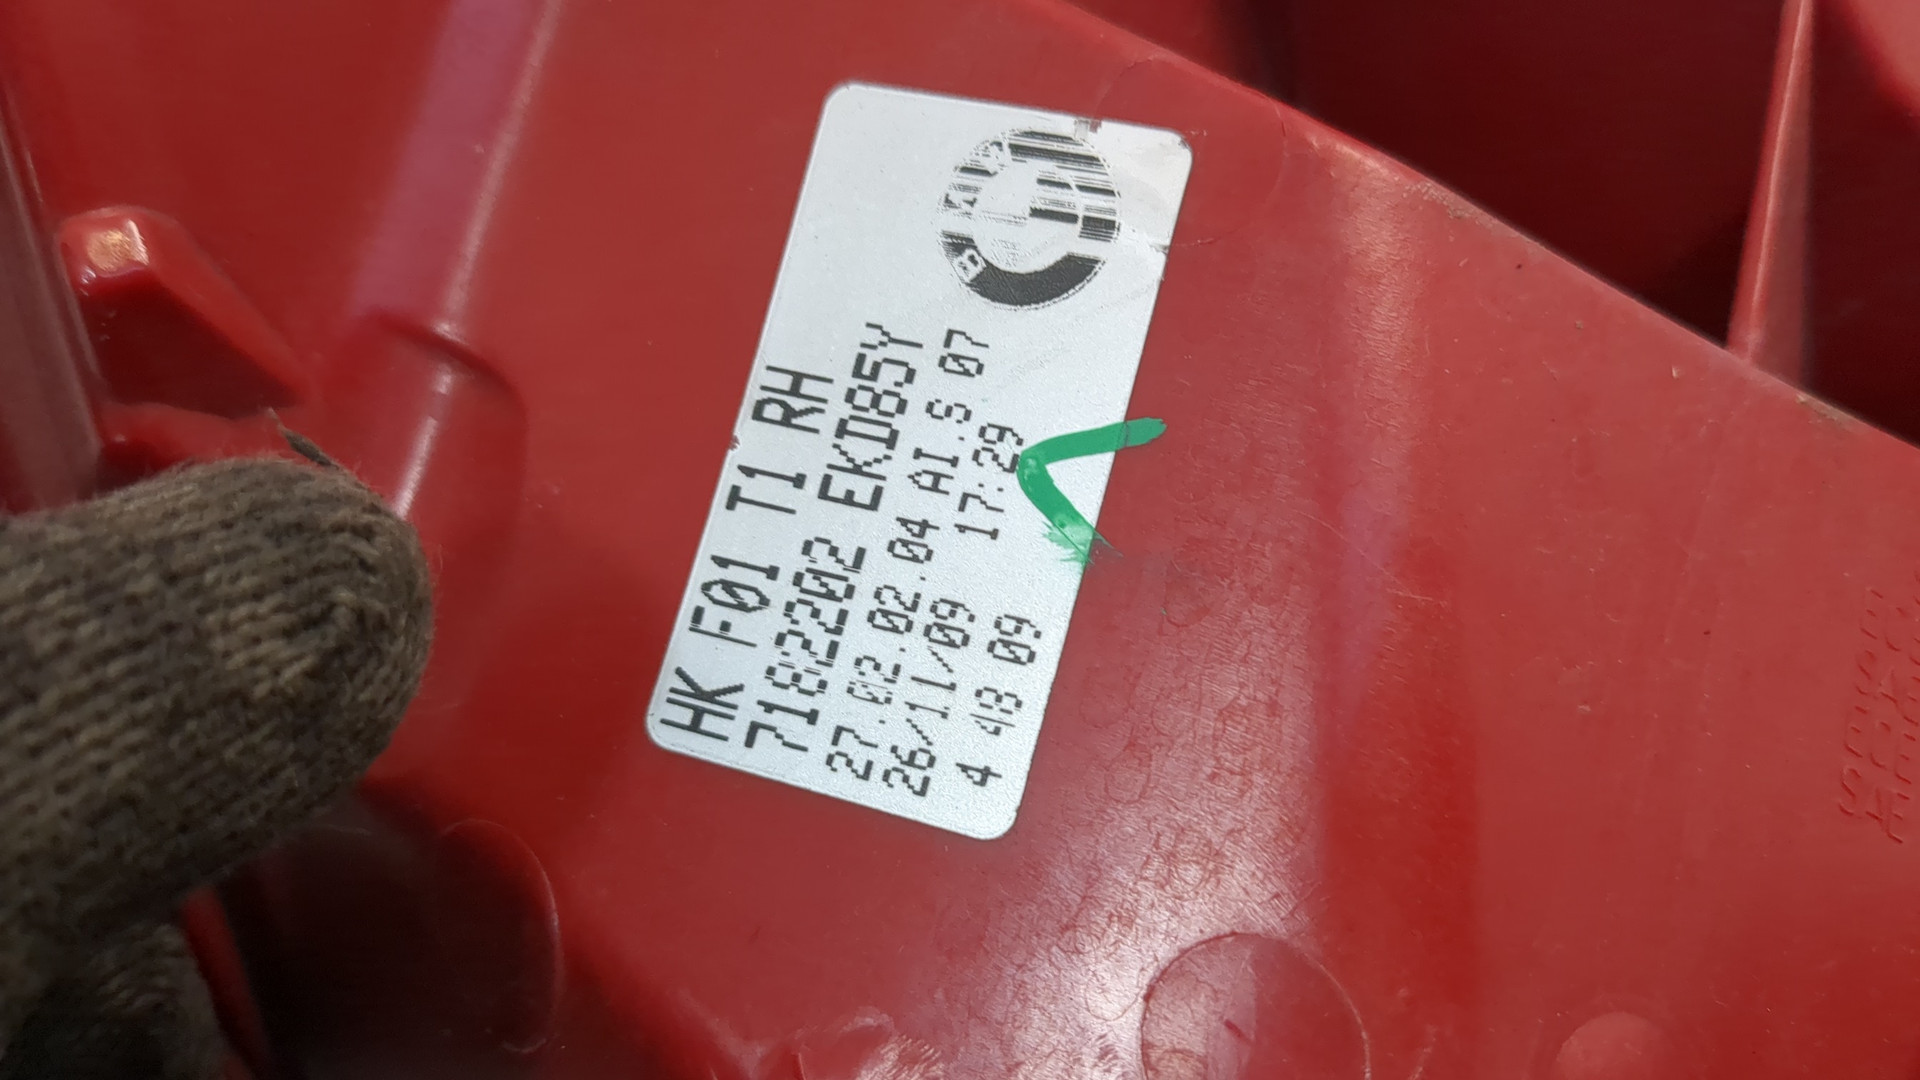 HK F01 T1 RH
7182202 EKD85Y
27.02.02.04 AI.S 07
26/11/09 17:29
4 48 09
B